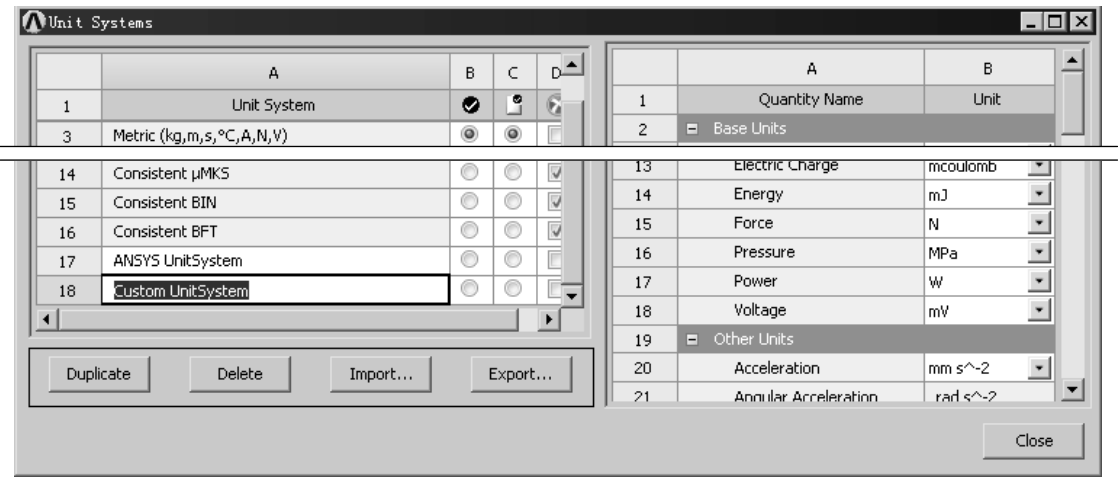 Unit Systems
A B C D
1 Unit System
3 Metric (kg,m,s,°C,A,N,V)
14 Consistent µMKS
15 Consistent BIN
16 Consistent BFT
17 ANSYS UnitSystem
18 Custom UnitSystem
Duplicate Delete Import... Export...
A B
1 Quantity Name Unit
2 Base Units
13 Electric Charge mcoulomb
14 Energy mJ
15 Force N
16 Pressure MPa
17 Power W
18 Voltage mV
19 Other Units
20 Acceleration mm s^-2
21 Angular Acceleration rad s^-2
Close